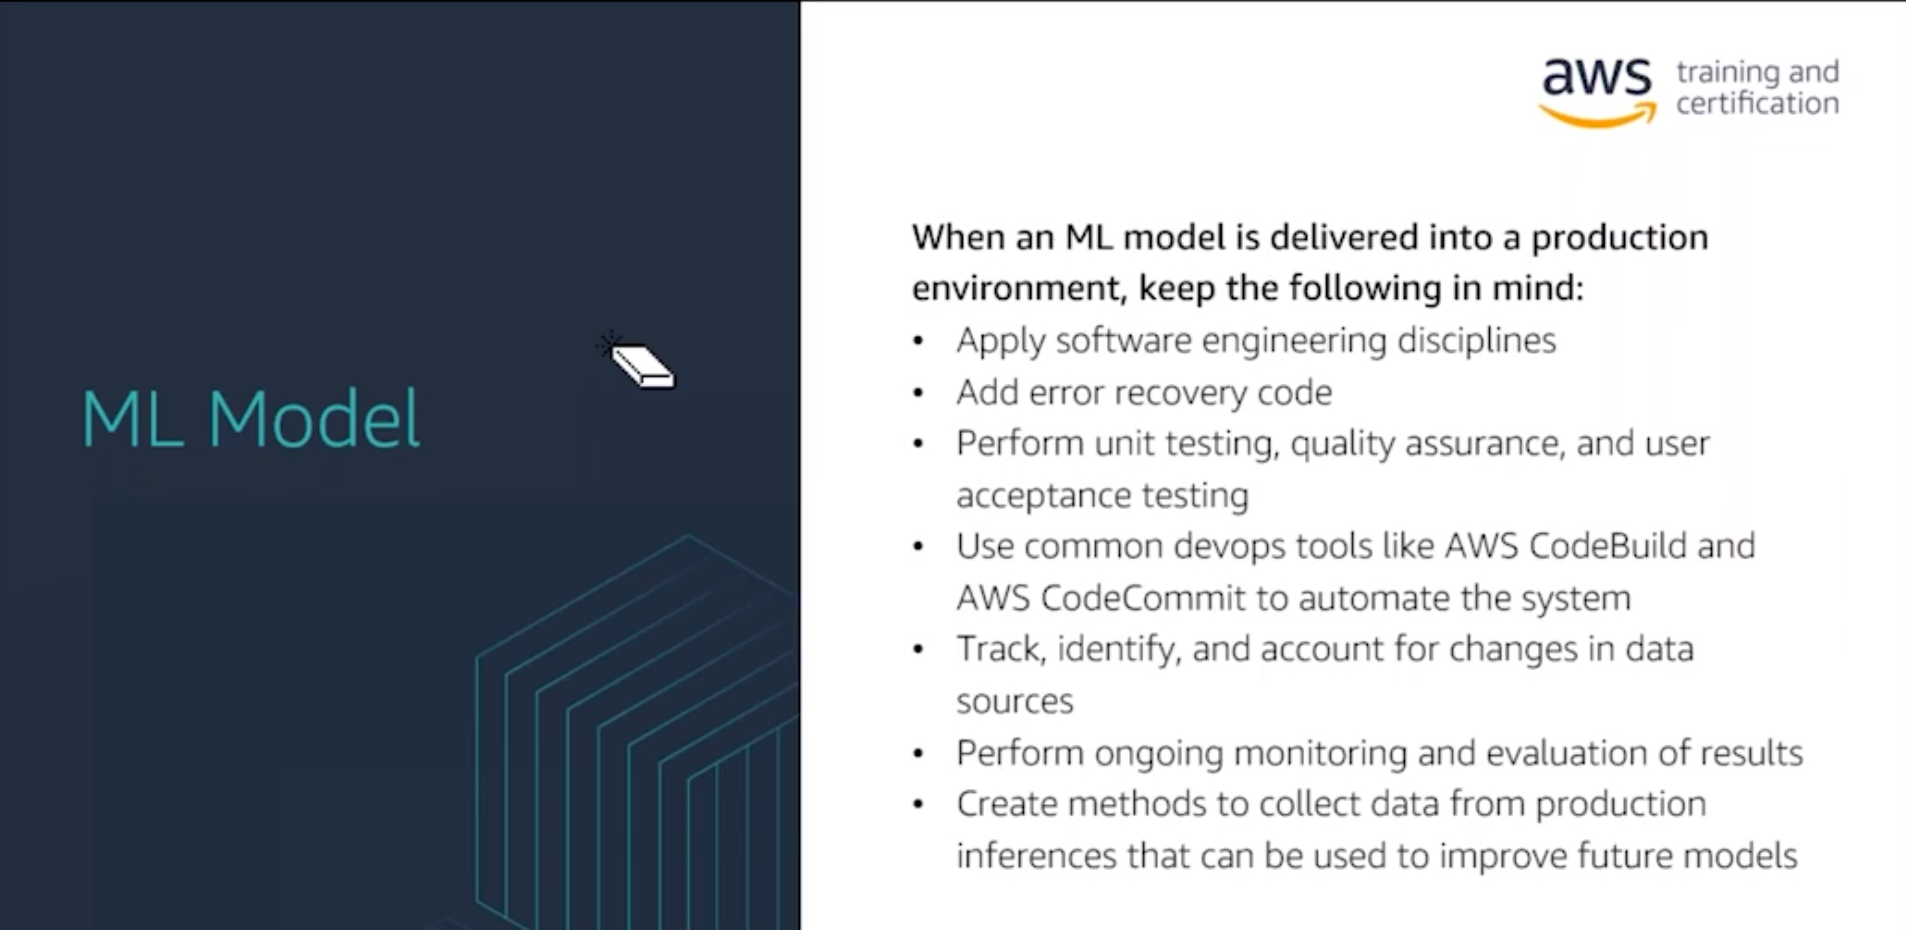 aws training and
certification
ML Model
When an ML model is delivered into a production
environment, keep the following in mind:
• Apply software engineering disciplines
• Add error recovery code
• Perform unit testing, quality assurance, and user
acceptance testing
• Use common devops tools like AWS CodeBuild and
AWS CodeCommit to automate the system
• Track, identify, and account for changes in data
sources
• Perform ongoing monitoring and evaluation of results
• Create methods to collect data from production
inferences that can be used to improve future models